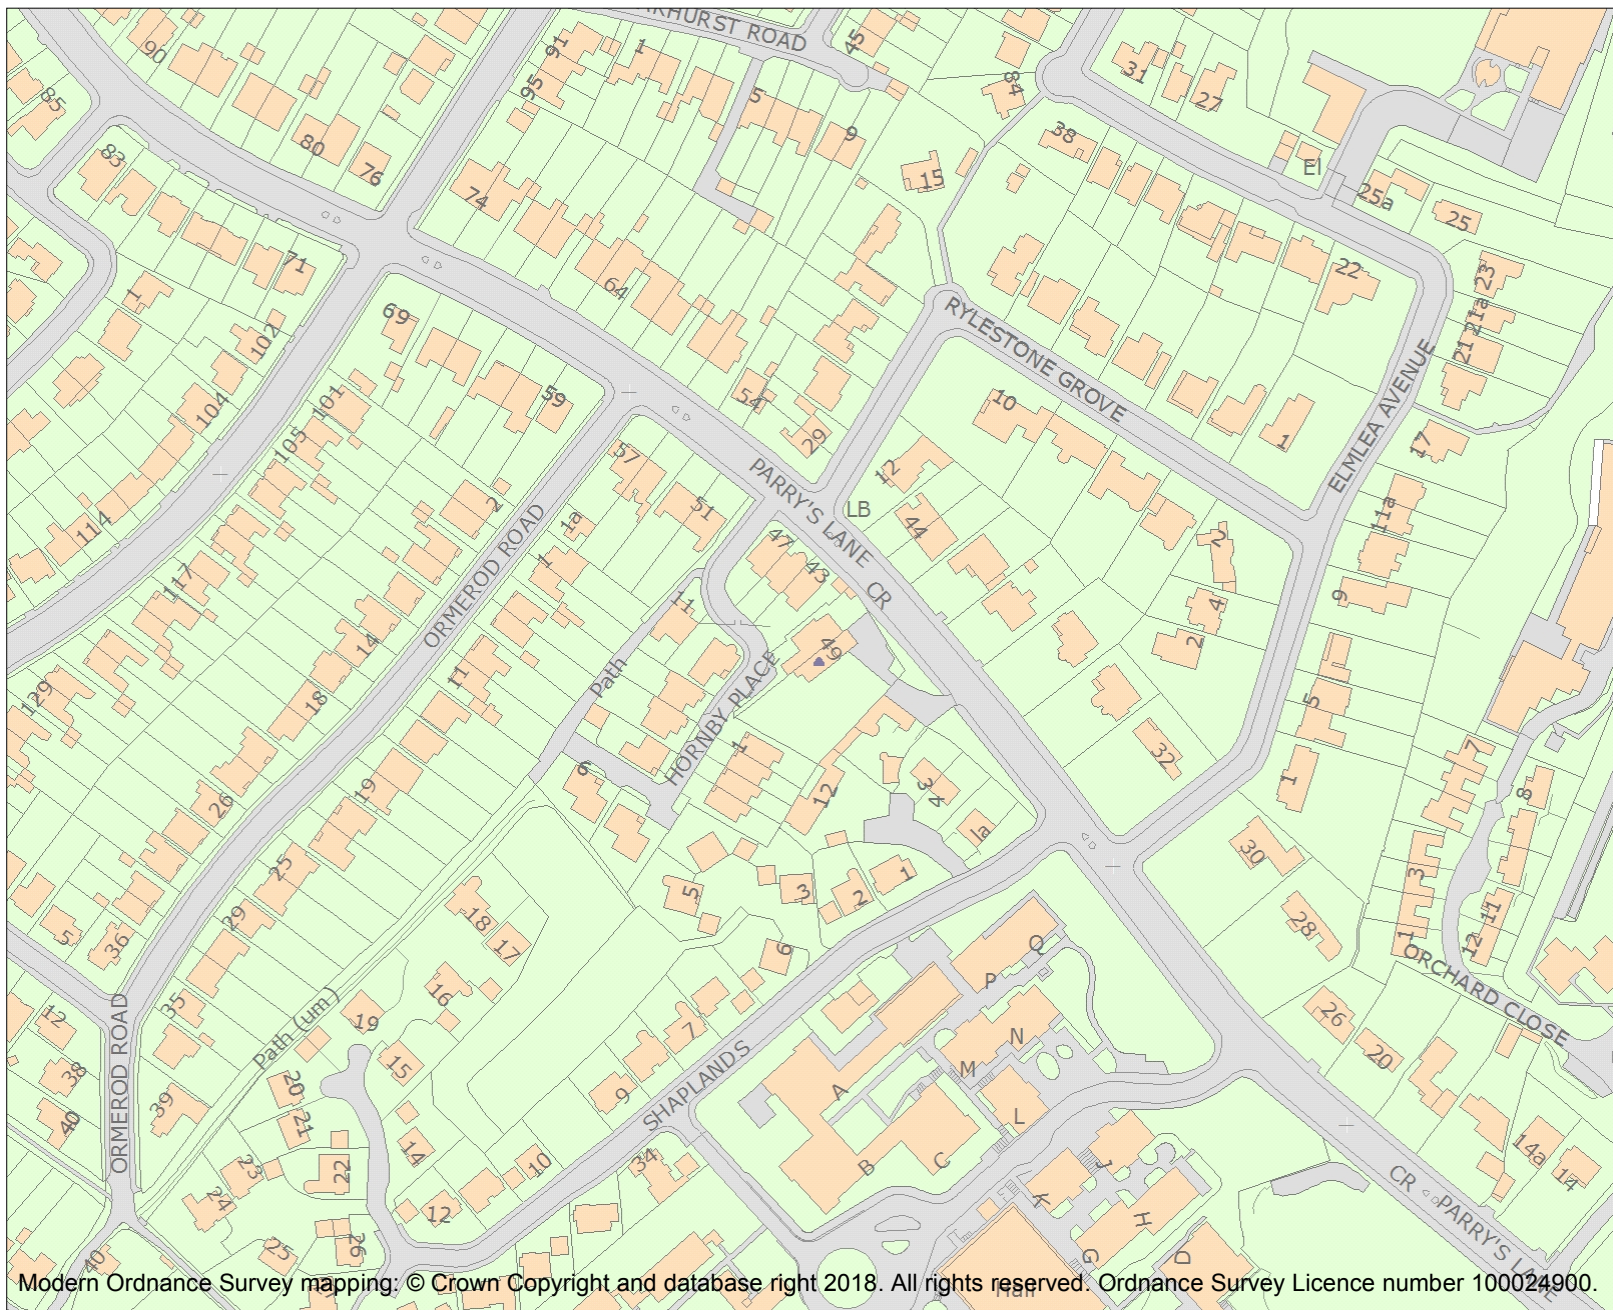 ARKHURST ROAD
90
91
1
45
31
95
5
84
27
85
9
38
80
83
76
15
EI
74
25a
25
71
22
23
1
64
21a
102
69
RYLESTONE GROVE
21
101
59
54
10
ELMLEA AVENUE
104
29
1
17
105
57
PARRY'S LANE
12
114
2
51
LB
11a
1a
44
47
2
117
ORMEROD ROAD
1
43
CR
9
11
4
14
49
2
129
11
Path
18
HORNBY PLACE
5
32
1
7
6
1
19
12
34
8
26
1a
30
25
3
1
3
5
2
29
18
11
28
5
36
17
Q
1
12
6
P
ORCHARD CLOSE
16
12
35
19
7
N
26
ORMEROD ROAD
Path (um)
15
M
20
38
SHAPLANDS
A
20
39
9
L
40
21
14
14a
23
22
10
34
B
C
J
14
K
CR
24
12
H
PARRY'S LANE
26
25
40
G
D
Hall
Modern Ordnance Survey mapping: © Crown Copyright and database right 2018. All rights reserved. Ordnance Survey Licence number 100024900.